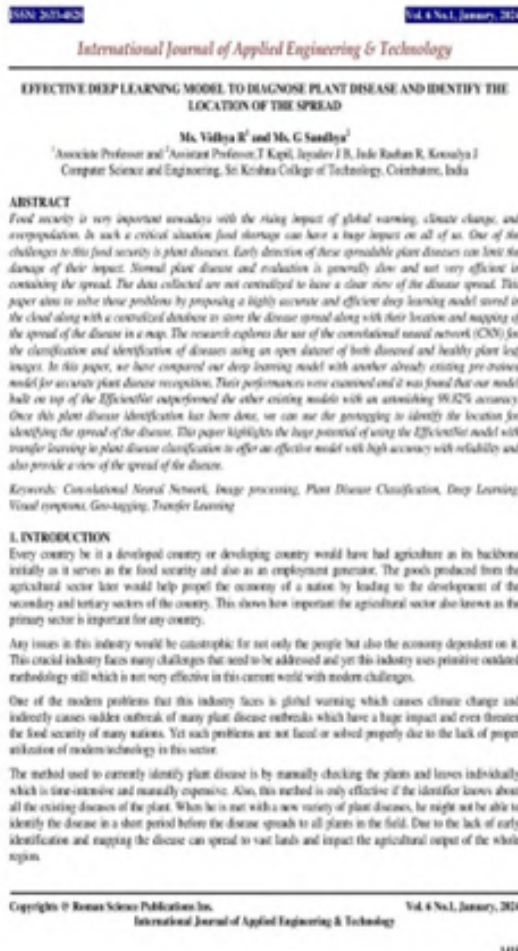 ISSN: 2633-4828
Vol. 6 No.1, January, 2024
International Journal of Applied Engineering & Technology
EFFECTIVE DEEP LEARNING MODEL TO DIAGNOSE PLANT DISEASE AND IDENTIFY THE
LOCATION OF THE SPREAD
Ms. Vidhya R1 and Ms. G Sandhya2
1Associate Professor and 2Assistant Professor, T Kapil, Jayadev J B, Jude Rashan R, Kousalya J
Computer Science and Engineering, Sri Krishna College of Technology, Coimbatore, India
ABSTRACT
Food security is very important nowadays with the rising impact of global warming, climate change, and
overpopulation. In such a critical situation food shortage can have a huge impact on all of us. One of the
challenges to this food security is plant diseases. Early detection of these spreadable plant diseases can limit the
damage of their impact. Normal plant disease and evaluation is generally slow and not very efficient in
containing the spread. The data collected are not centralized to have a clear view of the disease spread. This
paper aims to solve these problems by proposing a highly accurate and efficient deep learning model stored in
the cloud along with a centralized database to store the disease spread along with their location and mapping of
the spread of the disease in a map. The research explores the use of the convolutional neural network (CNN) for
the classification and identification of diseases using an open dataset of both diseased and healthy plant leaf
images. In this paper, we have compared our deep learning model with another already existing pre-trained
model for accurate plant disease recognition. Their performances were examined and it was found that our model
built on top of the EfficientNet outperformed the other existing models with an astonishing 99.82% accuracy.
Once this plant disease identification has been done, we can use the geotagging to identify the location for
identifying the spread of the disease. This paper highlights the huge potential of using the EfficientNet model with
transfer learning in plant disease classification to offer an effective model with high accuracy with reliability and
also provide a view of the spread of the disease.
Keywords: Convolutional Neural Network, Image processing, Plant Disease Classification, Deep Learning,
Visual symptoms, Geo-tagging, Transfer Learning
1. INTRODUCTION
Every country be it a developed country or developing country would have had agriculture as its backbone
initially as it serves as the food security and also as an employment generator. The goods produced from the
agricultural sector later would help propel the economy of a nation by leading to the development of the
secondary and tertiary sectors of the country. This shows how important the agricultural sector also known as the
primary sector is important for any country.
Any issues in this industry would be catastrophic for not only the people but also the economy dependent on it.
This crucial industry faces many challenges that need to be addressed and yet this industry uses primitive outdated
methodology still which is not very effective in this current world with modern challenges.
One of the modern problems that this industry faces is global warming which causes climate change and
indirectly causes sudden outbreak of many plant disease outbreaks which have a huge impact and even threaten
the food security of many nations. Yet such problems are not faced or solved properly due to the lack of proper
utilization of modern technology in this sector.
The method used to currently identify plant disease is by manually checking the plants and leaves individually
which is time-intensive and manually expensive. Also, this method is only effective if the identifier knows about
all the existing diseases of the plant. When he is met with a new variety of plant diseases, he might not be able to
identify the disease in a short period before the disease spreads to all plants in the field. Due to the lack of early
identification and mapping the disease can spread to vast lands and impact the agricultural output of the whole
region.
Copyrights @ Roman Science Publications Ins.
Vol. 6 No.1, January, 2024
International Journal of Applied Engineering & Technology